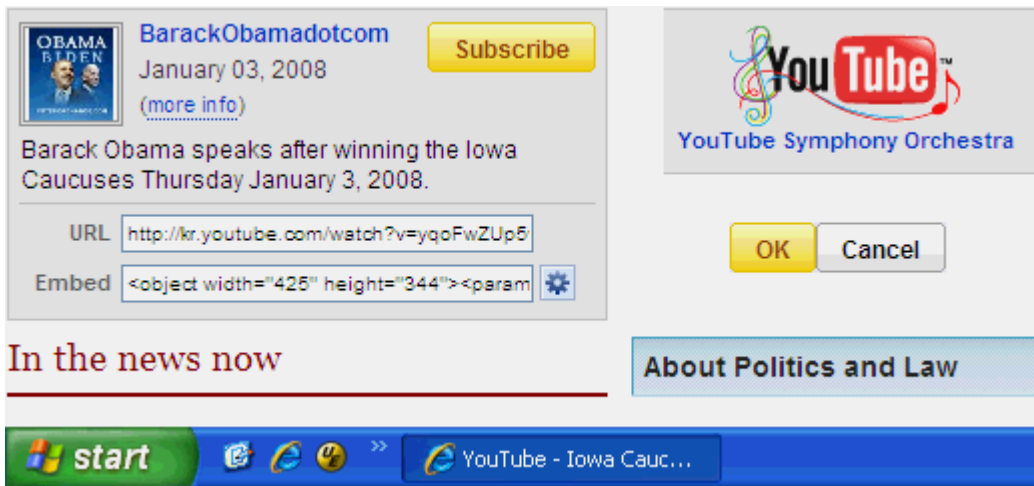 OBAMA
BIDEN
BarackObamadotcom
January 03, 2008
(more info)
Subscribe
Barack Obama speaks after winning the Iowa
Caucuses Thursday January 3, 2008.
URL http://kr.youtube.com/watch?v=yqoFwZUp5
Embed <object width="425" height="344"><param
YouTube™
YouTube Symphony Orchestra
OK Cancel
In the news now
About Politics and Law
start
YouTube - Iowa Cauc...